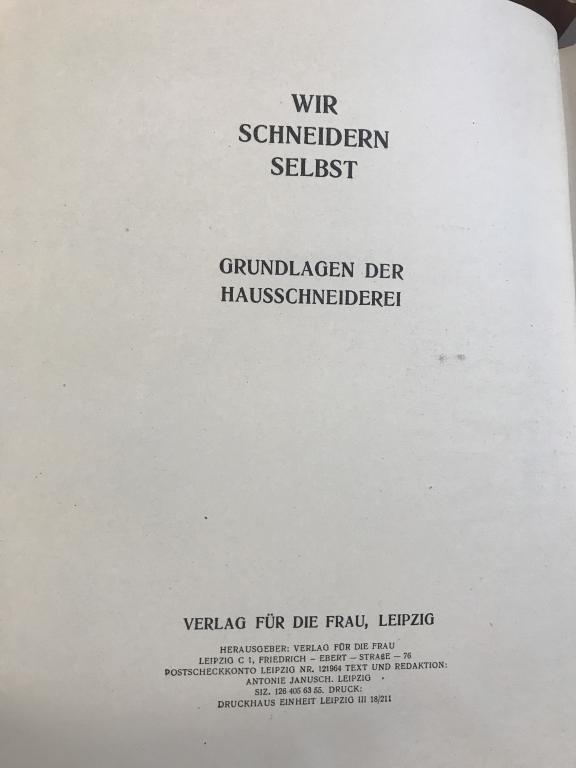 WIR
SCHNEIDERN
SELBST
GRUNDLAGEN DER
HAUSSCHNEIDEREI
VERLAG FÜR DIE FRAU, LEIPZIG
HERAUSGEBER: VERLAG FÜR DIE FRAU
LEIPZIG C 1, FRIEDRICH – EBERT – STRAßE – 76
POSTSCHECKKONTO LEIPZIG NR. 121964 TEXT UND REDAKTION:
ANTONIE JANUSCH. LEIPZIG
SIZ. 126 405 63 55. DRUCK:
DRUCKHAUS EINHEIT LEIPZIG III 18/211